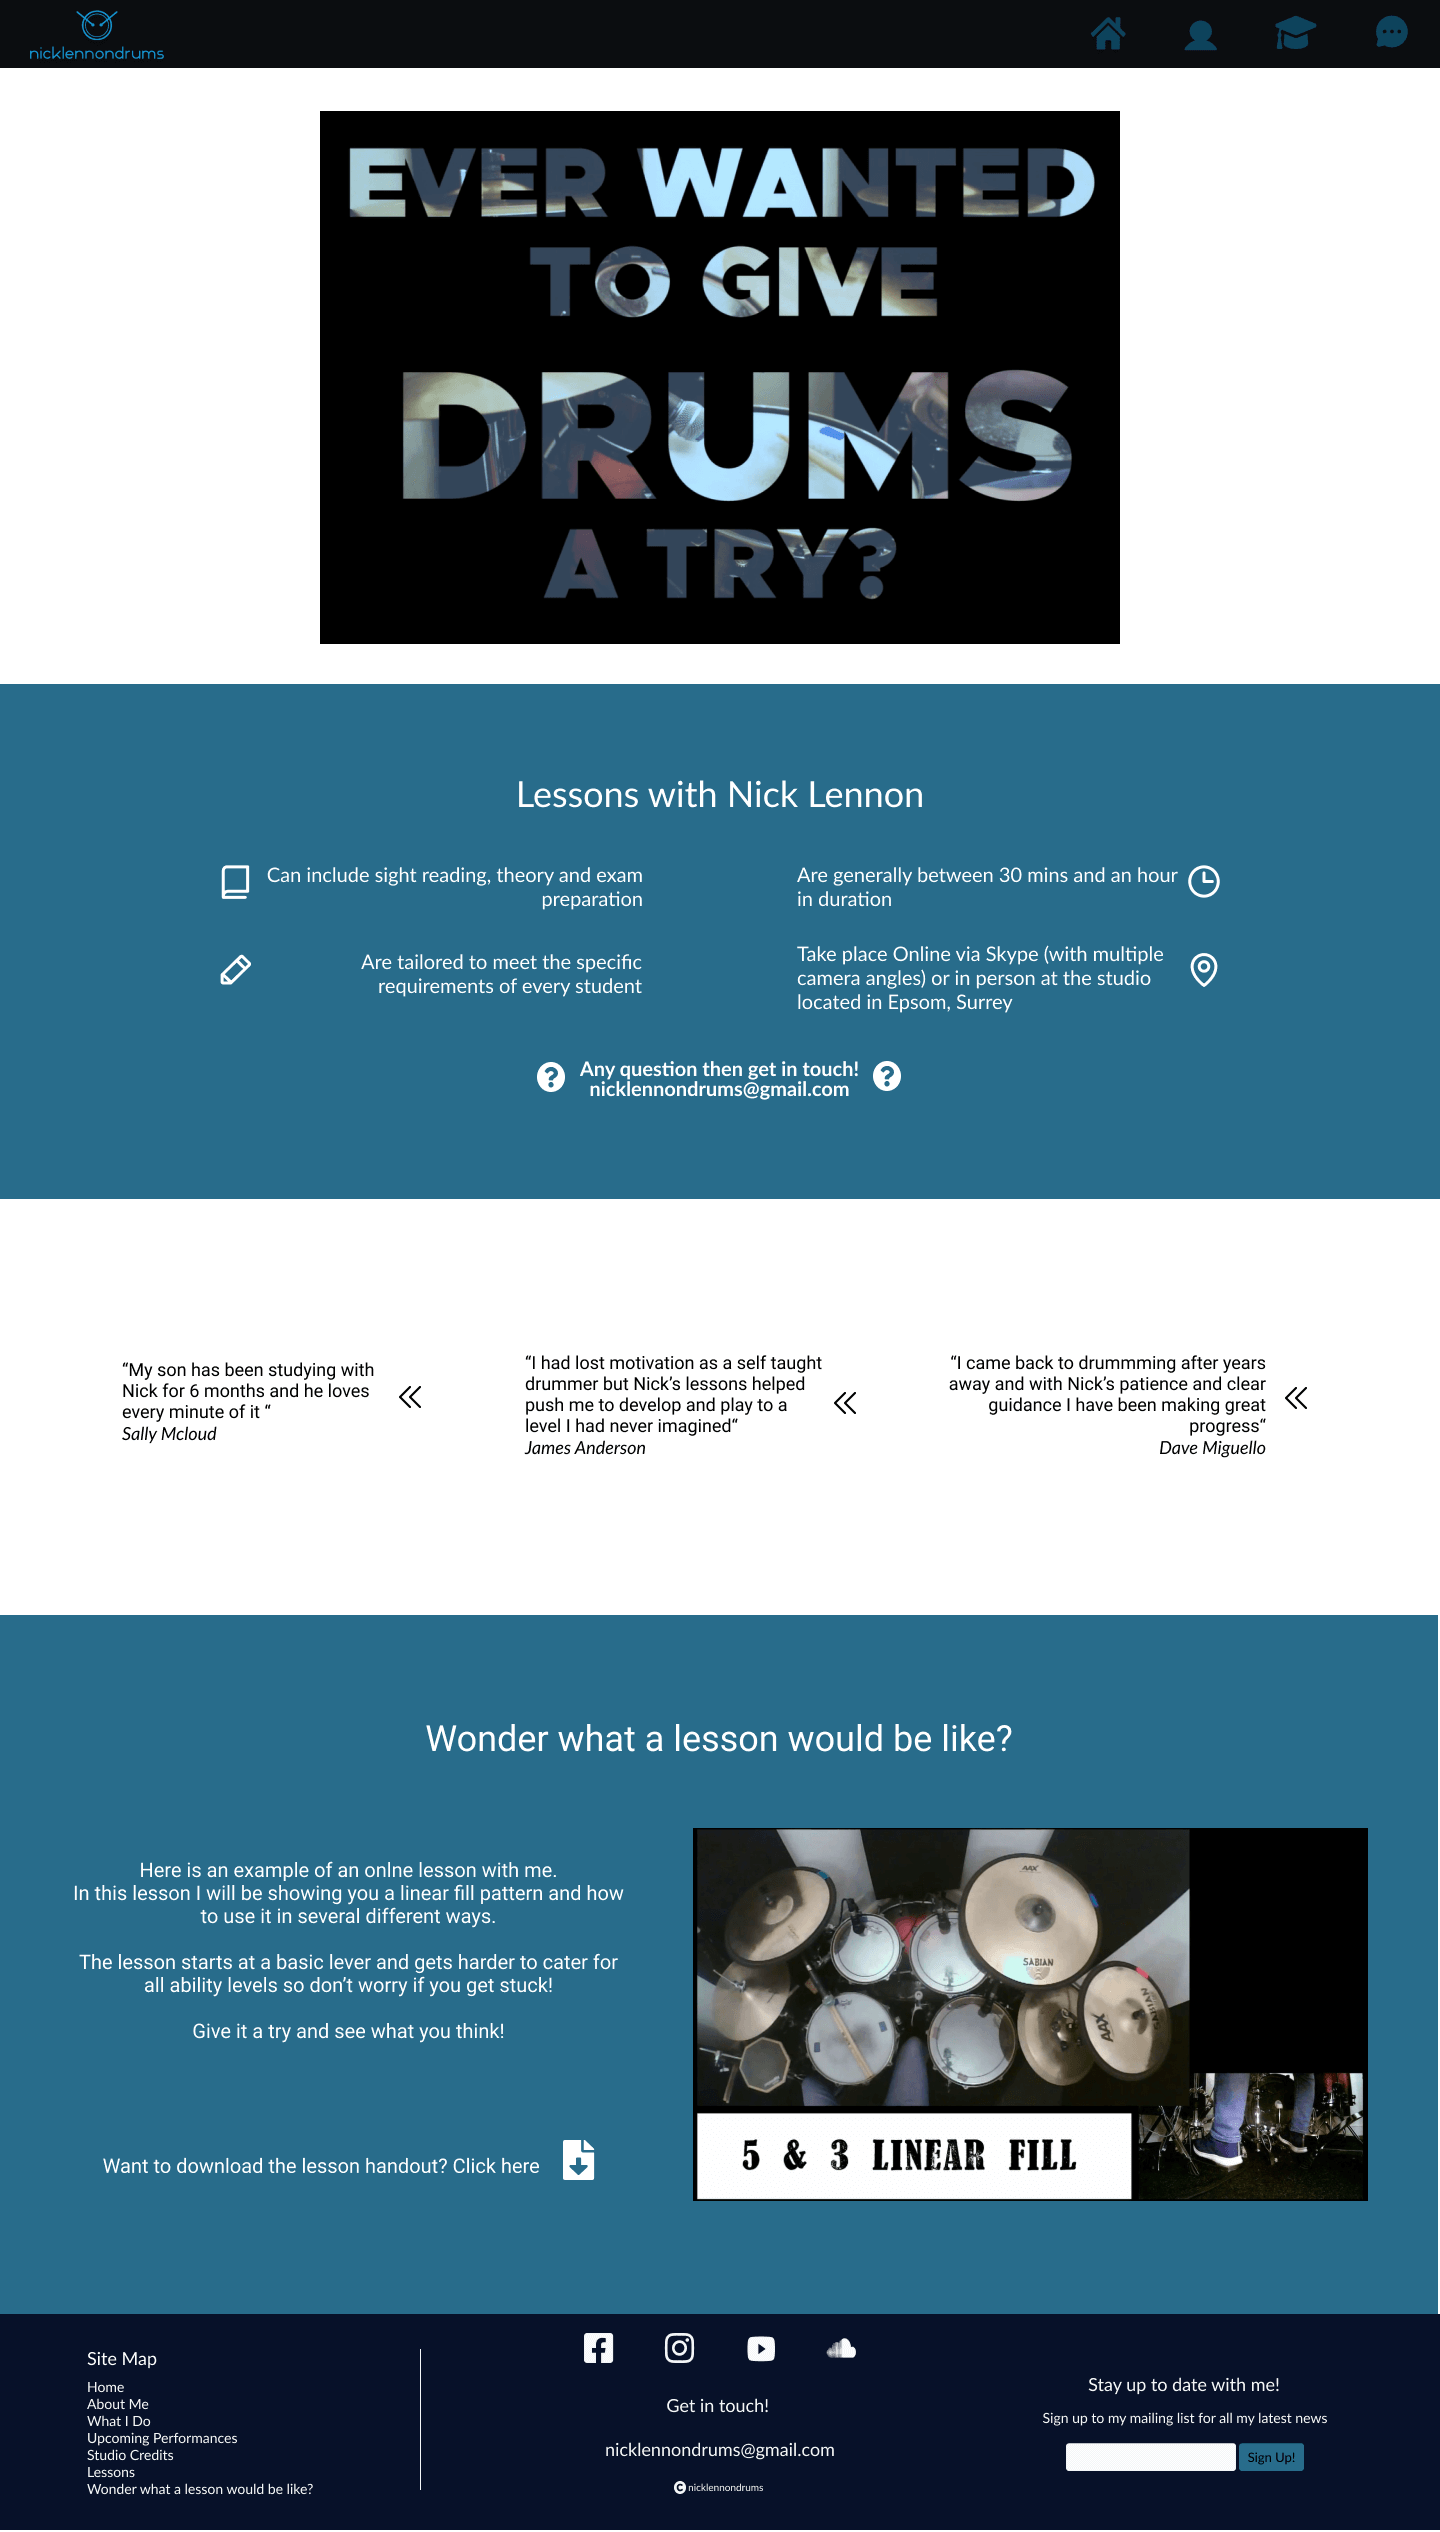 nicklennondrums
EVER WANTED
TO GIVE
DRUMS
A TRY?
Lessons with Nick Lennon
Can include sight reading, theory and exam
preparation
Are generally between 30 mins and an hour
in duration
Are tailored to meet the specific
requirements of every student
Take place Online via Skype (with multiple
camera angles) or in person at the studio
located in Epsom, Surrey
Any question then get in touch!
nicklennondrums@gmail.com
“My son has been studying with
Nick for 6 months and he loves
every minute of it “
Sally Mcloud
“I had lost motivation as a self taught
drummer but Nick’s lessons helped
push me to develop and play to a
level I had never imagined“
James Anderson
“I came back to drummming after years
away and with Nick’s patience and clear
guidance I have been making great
progress“
Dave Miguello
Wonder what a lesson would be like?
Here is an example of an onlne lesson with me.
In this lesson I will be showing you a linear fill pattern and how
to use it in several different ways.
The lesson starts at a basic lever and gets harder to cater for
all ability levels so don’t worry if you get stuck!
Give it a try and see what you think!
Want to download the lesson handout? Click here
AAX
SABIAN
AAX
SABIAN
5 & 3 LINEAR FILL
Site Map
Home
About Me
What I Do
Upcoming Performances
Studio Credits
Lessons
Wonder what a lesson would be like?
Get in touch!
nicklennondrums@gmail.com
© nicklennondrums
Stay up to date with me!
Sign up to my mailing list for all my latest news
Sign Up!